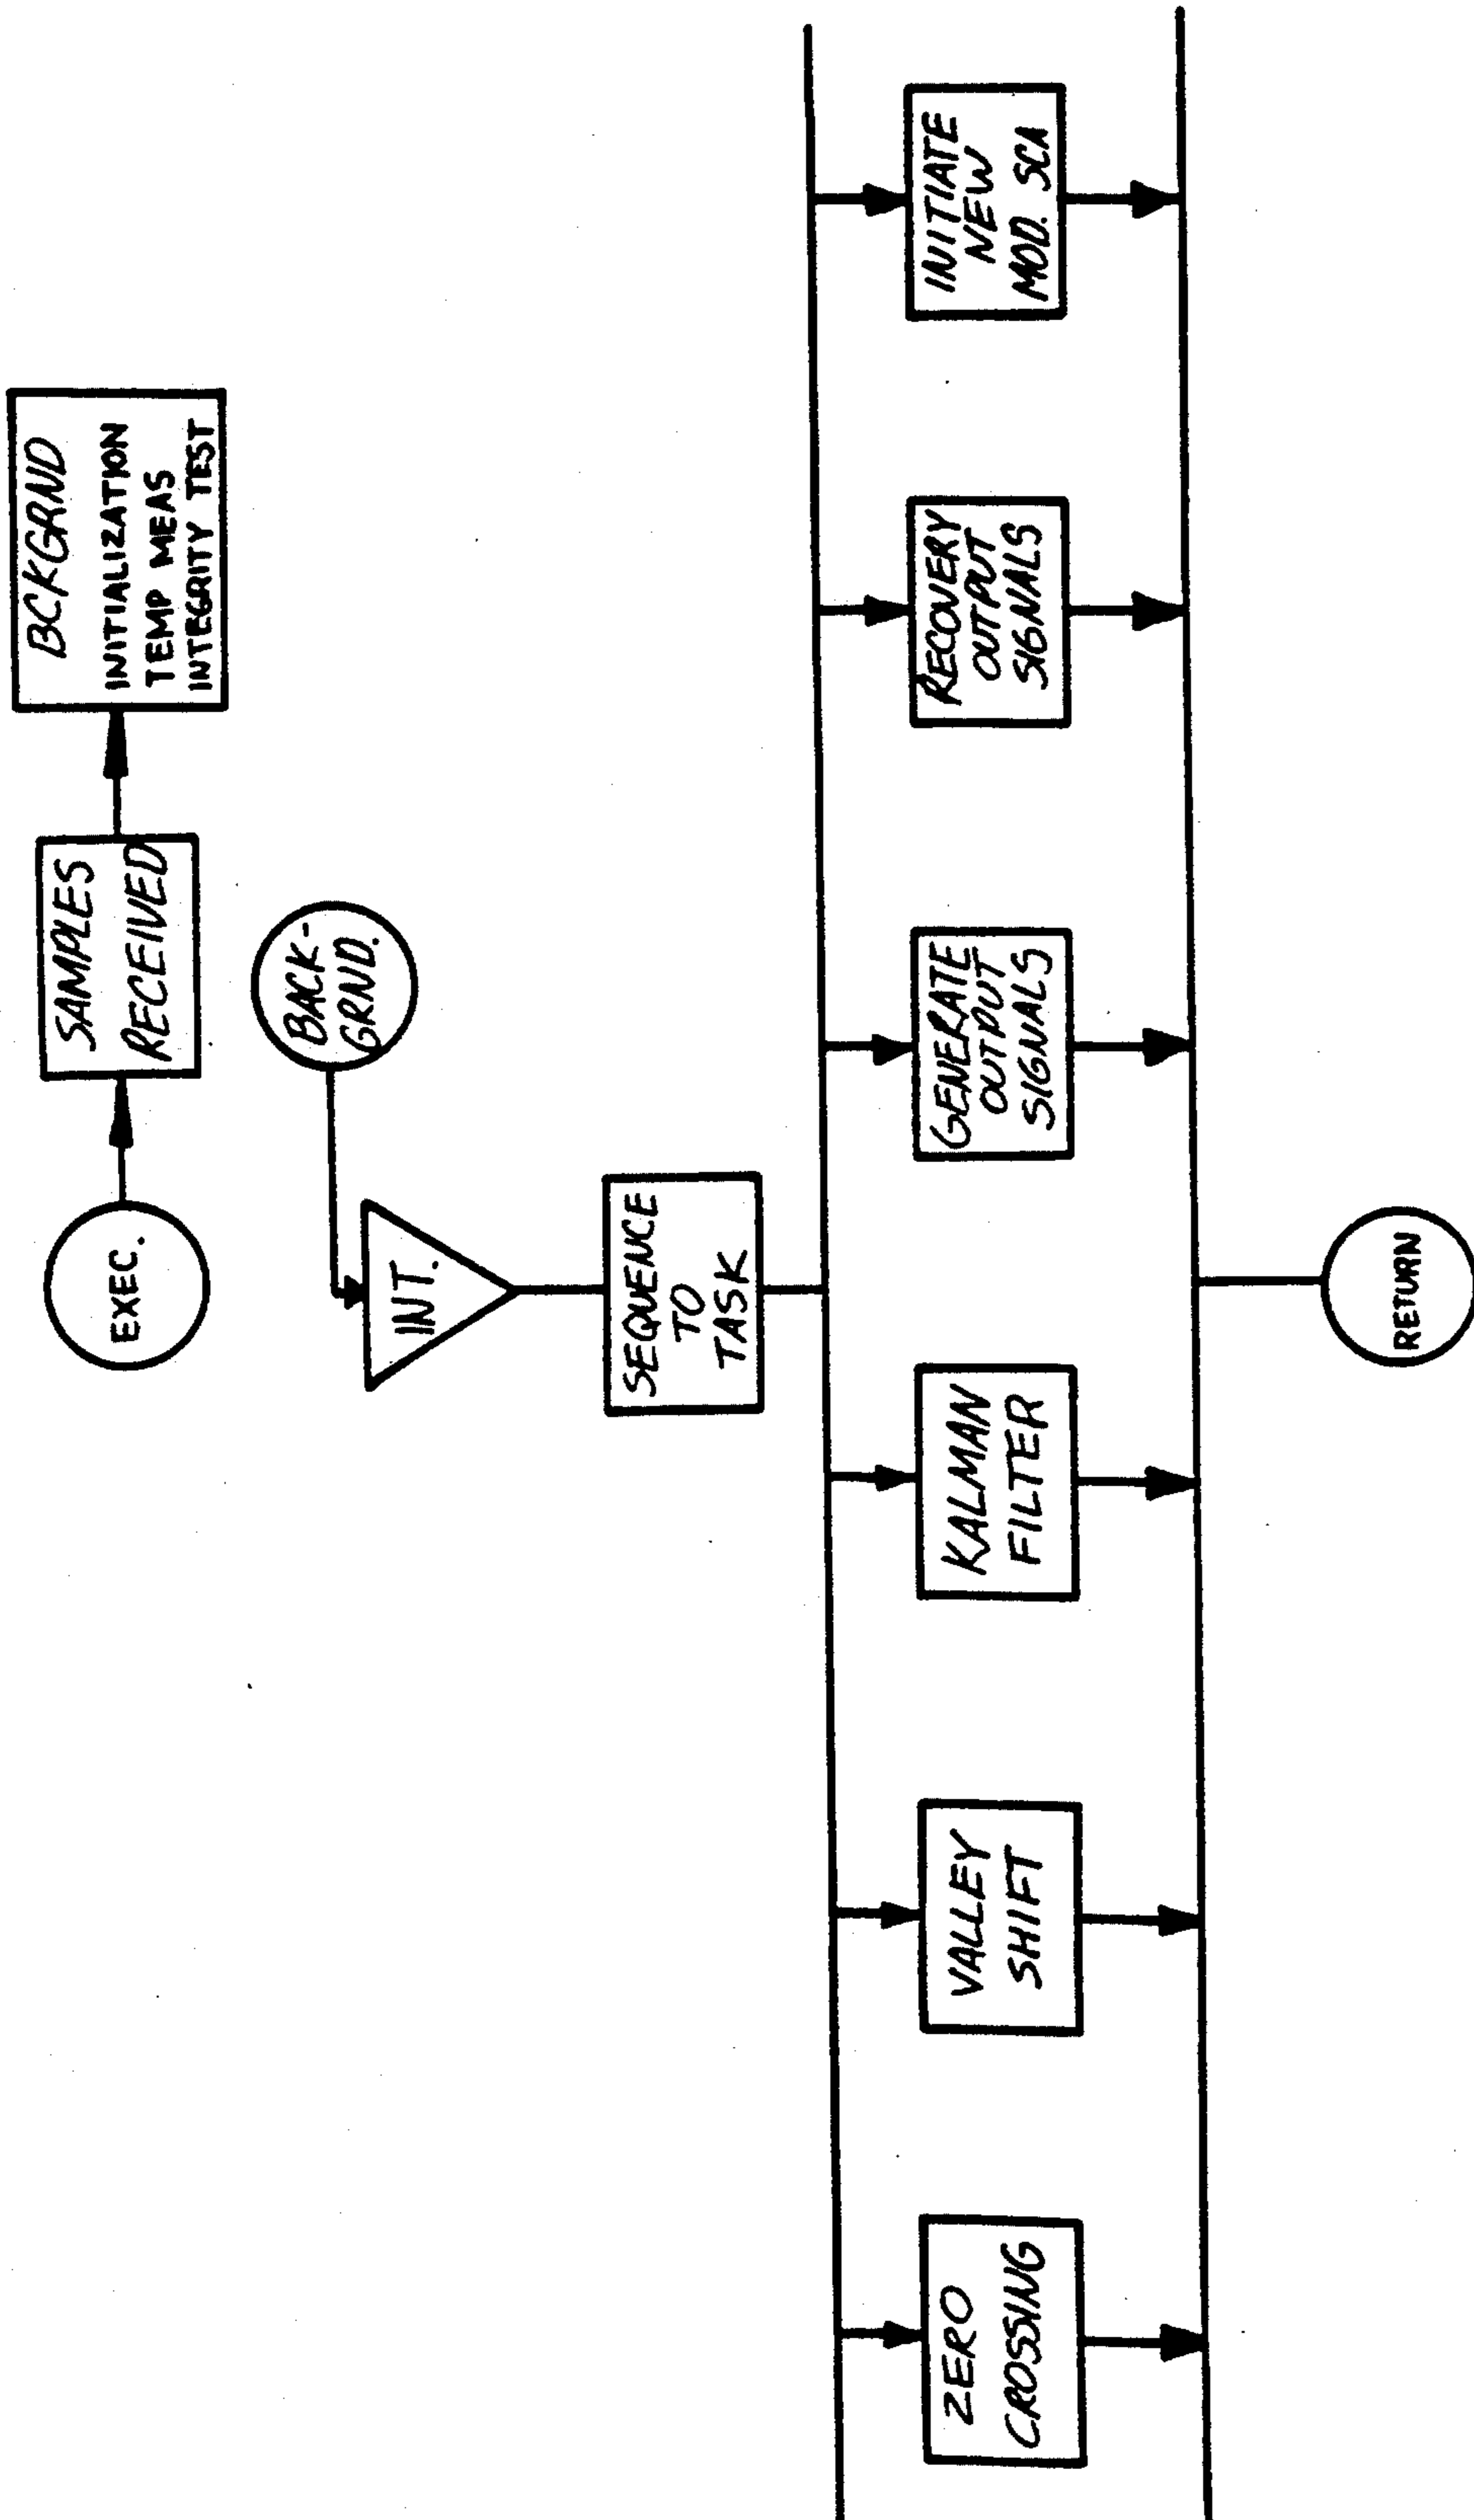 EXEC.
SAMPLES
RECEIVED
BCKGRND
INITIALIZATION
TEMP MEAS
INTEGRITY TEST
BACK-
GRND.
INT.
SEQUENCE
TO
TASK
ZERO
CROSSING
VALLEY
SHIFT
KALMAN
FILTER
GENERATE
OUTPUT
SIGNALS
RECOVERY
OUTPUT
SIGNALS
INITIATE
NEW
MOD. SCA
RETURN